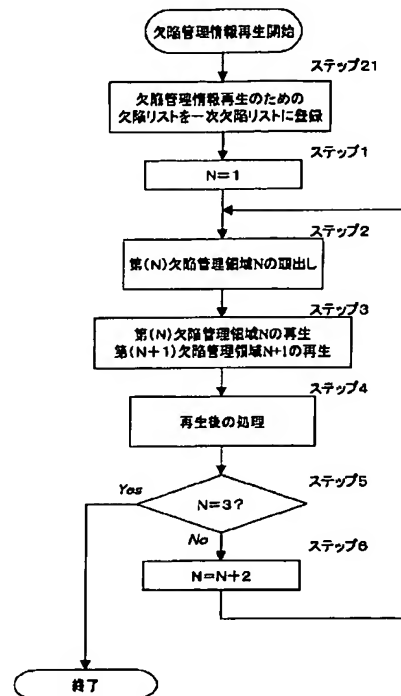 欠陥管理情報再生開始
ステップ21
欠陥管理情報再生のための
欠陥リストを一次欠陥リストに登録
ステップ1
N=1
ステップ2
第(N)欠陥管理領域Nの取出し
ステップ3
第(N)欠陥管理領域Nの再生
第(N+1)欠陥管理領域N+1の再生
ステップ4
再生後の処理
ステップ5
Yes
N=3?
No
ステップ6
N=N+2
終了